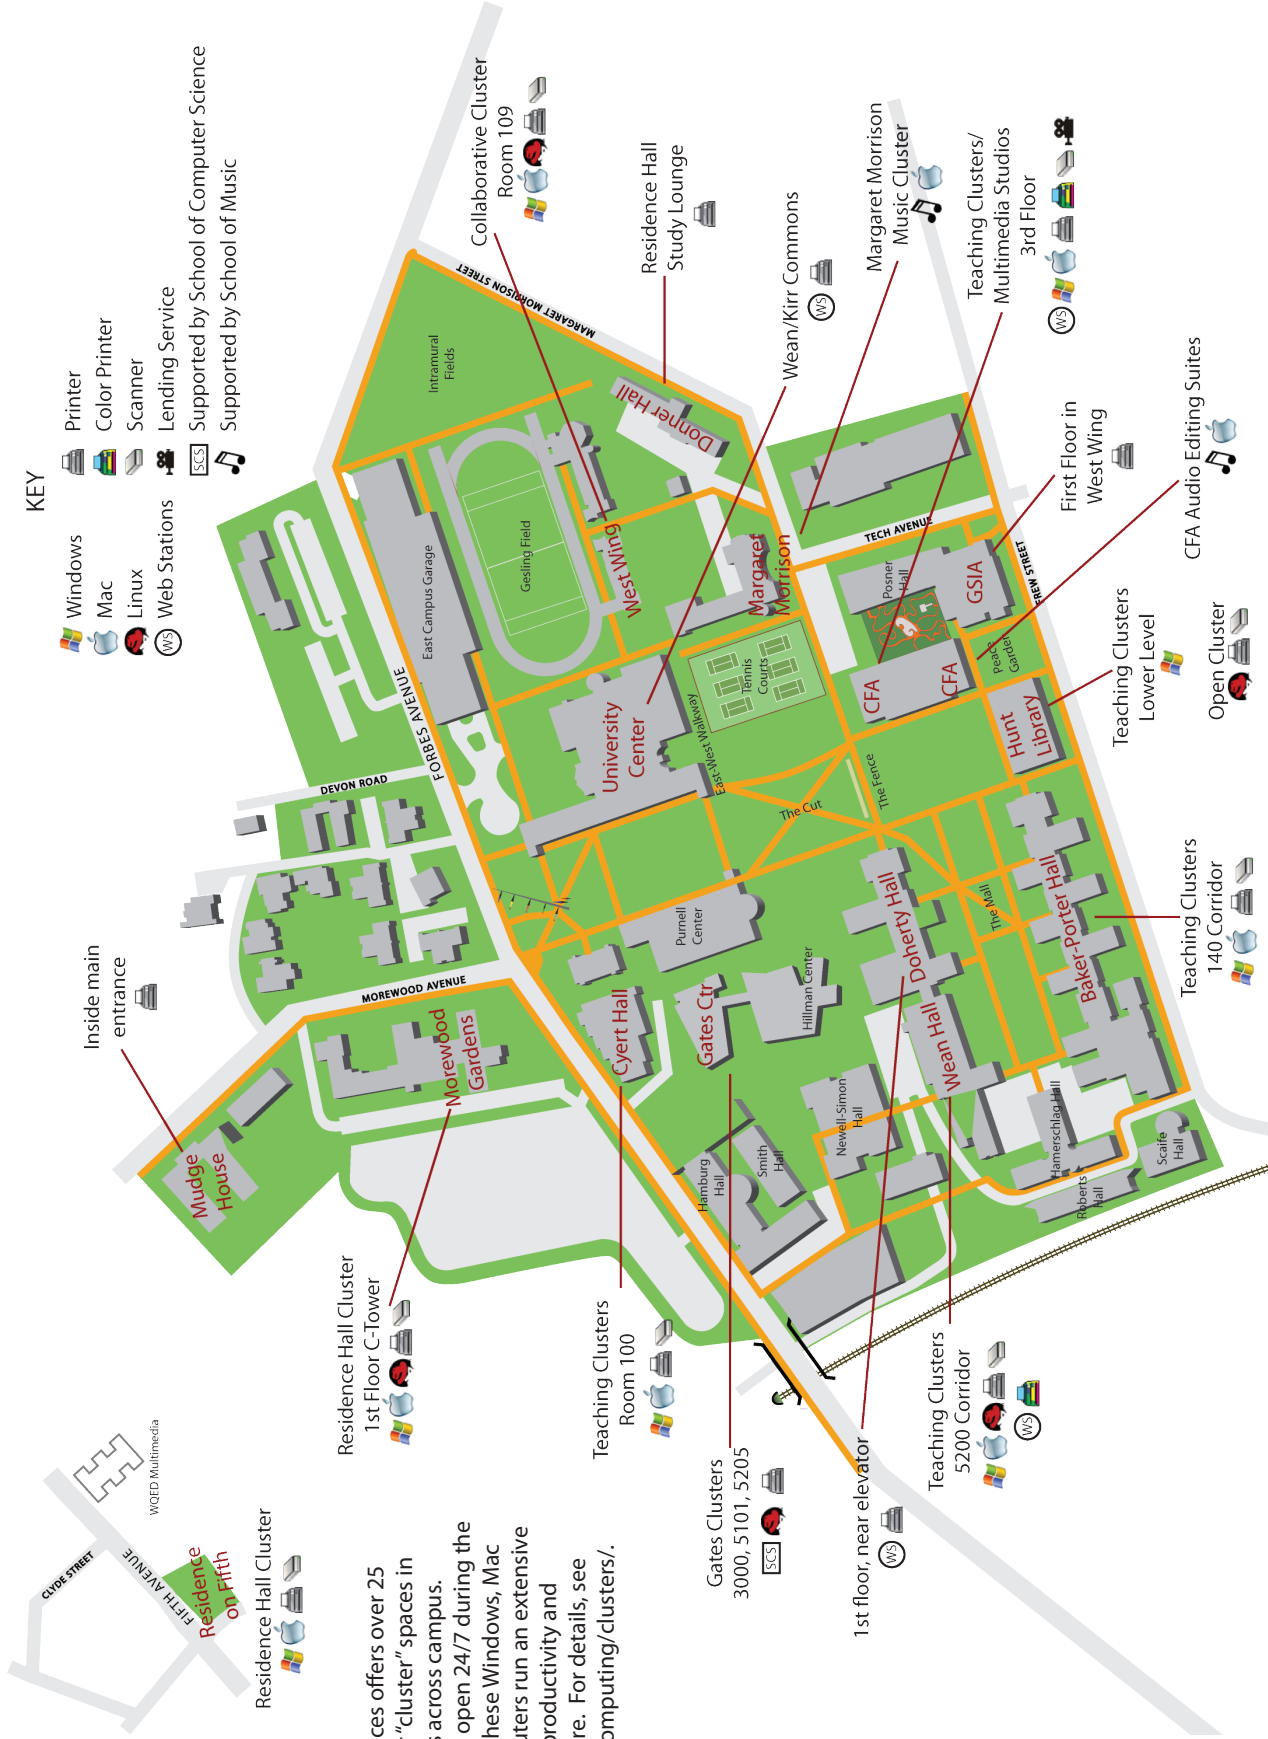 KEY
Windows
Mac
Linux
WS Web Stations
Printer
Color Printer
Scanner
Lending Service
SCS Supported by School of Computer Science
Supported by School of Music
Collaborative Cluster
Room 109
Residence Hall
Study Lounge
Wean/Kirr Commons
WS
Margaret Morrison
Music Cluster
Teaching Clusters/
Multimedia Studios
3rd Floor
WS
First Floor in
West Wing
CFA Audio Editing Suites
Teaching Clusters
Lower Level
Open Cluster
Teaching Clusters
140 Corridor
Inside main
entrance
Residence Hall Cluster
1st Floor C-Tower
Teaching Clusters
Room 100
Gates Clusters
3000, 5101, 5205
SCS
1st floor, near elevator
WS
Teaching Clusters
5200 Corridor
WS
Residence Hall Cluster
WQED Multimedia
CLYDE STREET
FIFTH AVENUE
Residence
on Fifth
ces offers over 25
“cluster” spaces in
across campus.
open 24/7 during the
hese Windows, Mac
uters run an extensive
productivity and
re. For details, see
omputing/clusters/.
MARGARET MORRISON STREET
FORBES AVENUE
DEVON ROAD
MOREWOOD AVENUE
TECH AVENUE
FREW STREET
Intramural
Fields
Gesling Field
East Campus Garage
Donner Hall
West Wing
Margaret
Morrison
University
Center
Tennis
Courts
East-West Walkway
The Cut
The Fence
The Mall
Posner
Hall
GSIA
CFA
CFA
Peace
Garden
Hunt
Library
Purnell
Center
Cyert Hall
Gates Ctr
Hillman Center
Doherty Hall
Wean Hall
Baker-Porter Hall
Newell-Simon
Hall
Hamburg
Hall
Smith
Hall
Hamerschlag Hall
Roberts
Hall
Scaife
Hall
Morewood
Gardens
Mudge
House